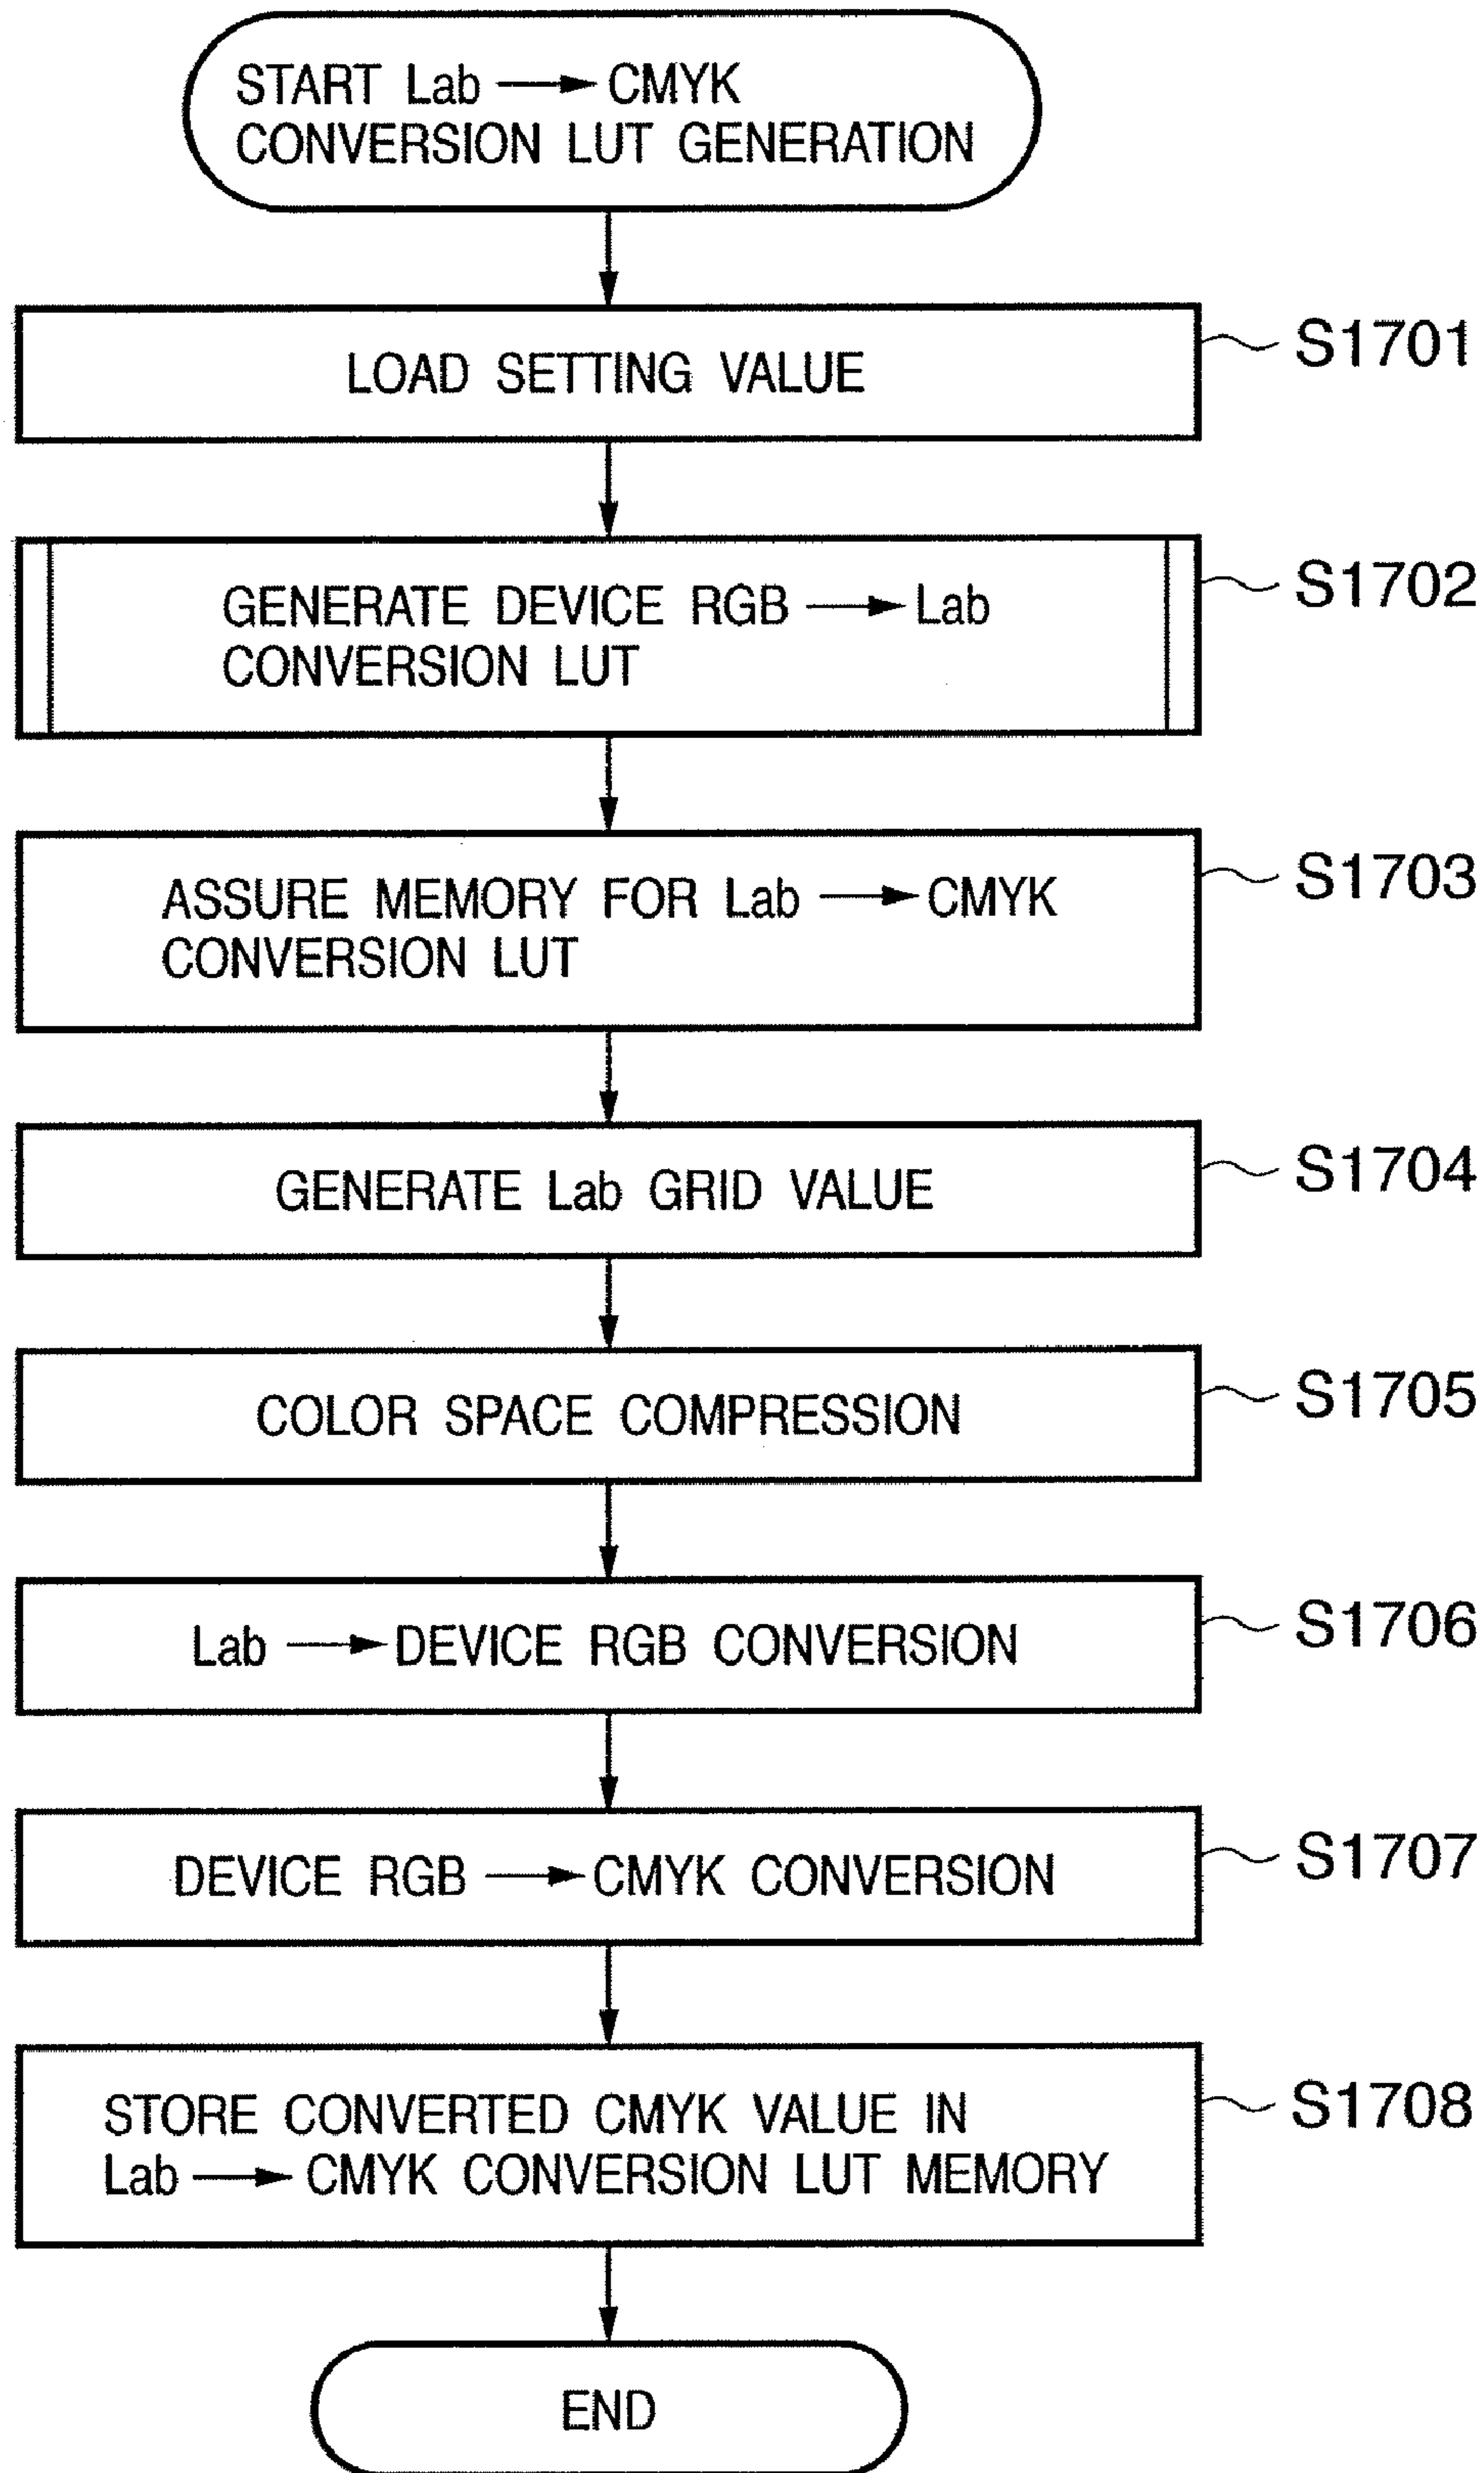 START Lab → CMYK
CONVERSION LUT GENERATION
LOAD SETTING VALUE
S1701
GENERATE DEVICE RGB → Lab
CONVERSION LUT
S1702
ASSURE MEMORY FOR Lab → CMYK
CONVERSION LUT
S1703
GENERATE Lab GRID VALUE
S1704
COLOR SPACE COMPRESSION
S1705
Lab → DEVICE RGB CONVERSION
S1706
DEVICE RGB → CMYK CONVERSION
S1707
STORE CONVERTED CMYK VALUE IN
Lab → CMYK CONVERSION LUT MEMORY
S1708
END